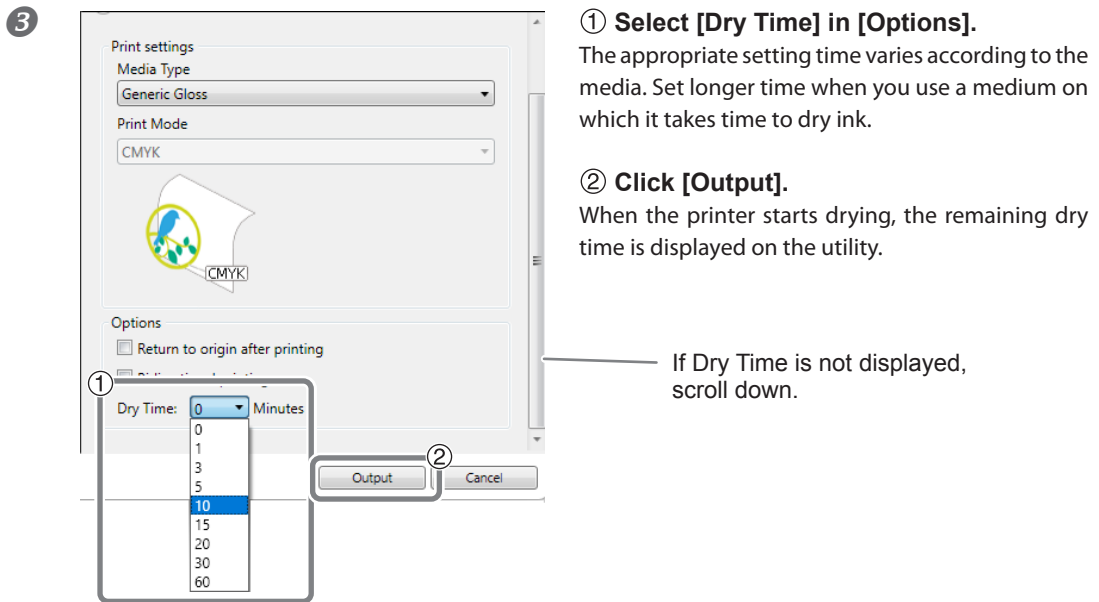 3
Print settings
Media Type
Generic Gloss
Print Mode
CMYK
CMYK
Options
Return to origin after printing
1
Dry Time: 0 Minutes
0
1
3
5
10
15
20
30
60
2
Output Cancel
① Select [Dry Time] in [Options].
The appropriate setting time varies according to the
media. Set longer time when you use a medium on
which it takes time to dry ink.
② Click [Output].
When the printer starts drying, the remaining dry
time is displayed on the utility.
If Dry Time is not displayed,
scroll down.